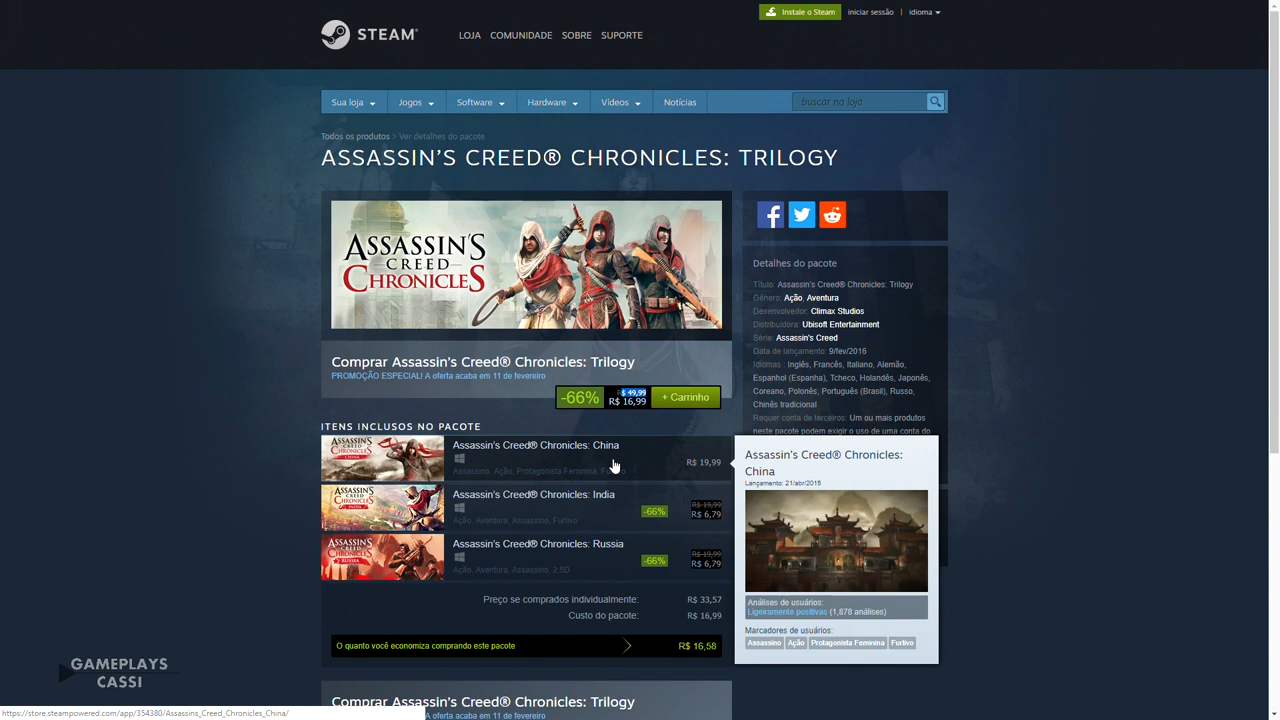 Instale o Steam
iniciar sessão | idioma
STEAM®
LOJA COMUNIDADE SOBRE SUPORTE
Sua loja Jogos Software Hardware Vídeos Notícias
buscar na loja
Todos os produtos > Ver detalhes do pacote
ASSASSIN'S CREED® CHRONICLES: TRILOGY
ASSASSIN'S
CREED
CHRONICLES
Comprar Assassin's Creed® Chronicles: Trilogy
PROMOÇÃO ESPECIAL! A oferta acaba em 11 de fevereiro
-66%
R$ 49,99
R$ 16,99
+ Carrinho
ITENS INCLUSOS NO PACOTE
Assassin's Creed® Chronicles: China
Assassino, Ação, Protagonista Feminina,
R$ 19,99
Assassin's Creed® Chronicles: India
Ação, Aventura, Assassino, Furtivo
-66%
R$ 19,99
R$ 6,79
Assassin's Creed® Chronicles: Russia
Ação, Aventura, Assassino, 2.5D
-66%
R$ 19,99
R$ 6,79
Preço se comprados individualmente: R$ 33,57
Custo do pacote: R$ 16,99
O quanto você economiza comprando este pacote R$ 16,58
Comprar Assassin's Creed® Chronicles: Trilogy
A oferta acaba em 11 de fevereiro
Detalhes do pacote
Título: Assassin's Creed® Chronicles: Trilogy
Gênero: Ação, Aventura
Desenvolvedor: Climax Studios
Distribuidora: Ubisoft Entertainment
Série: Assassin's Creed
Data de lançamento: 9/fev/2016
Idiomas : Inglês, Francês, Italiano, Alemão,
Espanhol (Espanha), Tcheco, Holandês, Japonês,
Coreano, Polonês, Português (Brasil), Russo,
Chinês tradicional
Requer conta de terceiros: Um ou mais produtos
neste pacote podem exigir o uso de uma conta do
Assassin's Creed® Chronicles:
China
Lançamento: 21/abr/2015
Análises de usuários:
Ligeiramente positivas (1,878 análises)
Marcadores de usuários:
Assassino Ação Protagonista Feminina Furtivo
GAMEPLAYS
CASSI
https://store.steampowered.com/app/354380/Assassins_Creed_Chronicles_China/